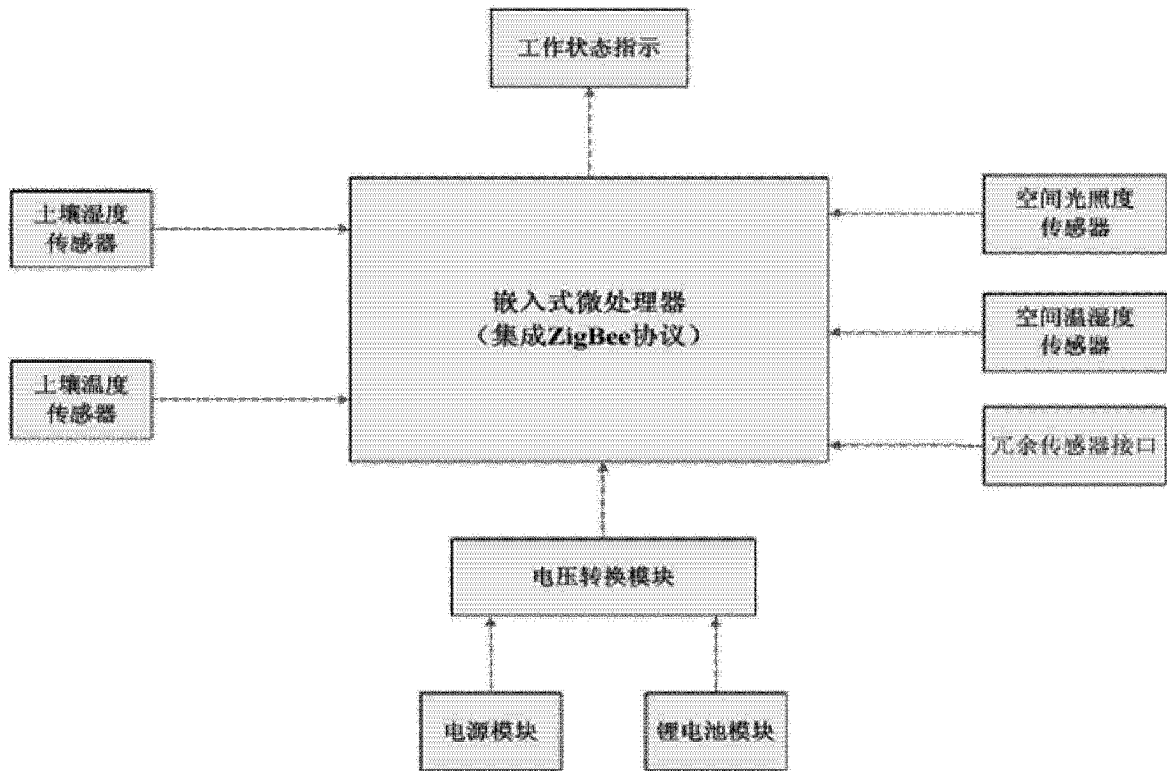 工作状态指示
土壤湿度
传感器
空间光照度
传感器
嵌入式微处理器
（集成ZigBee协议）
空间温湿度
传感器
土壤温度
传感器
冗余传感器接口
电压转换模块
电源模块
锂电池模块